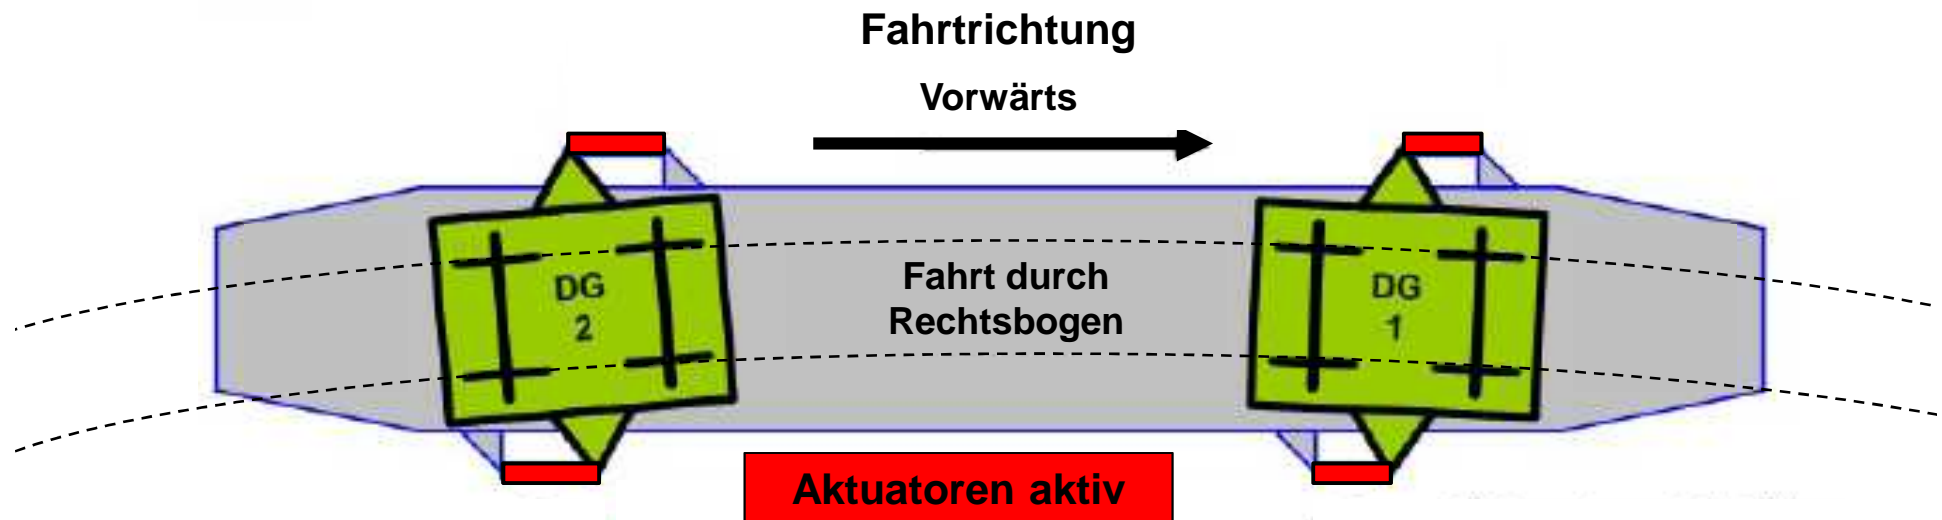 Fahrtrichtung
Vorwärts
DG
2
Fahrt durch
Rechtsbogen
DG
1
Aktuatoren aktiv